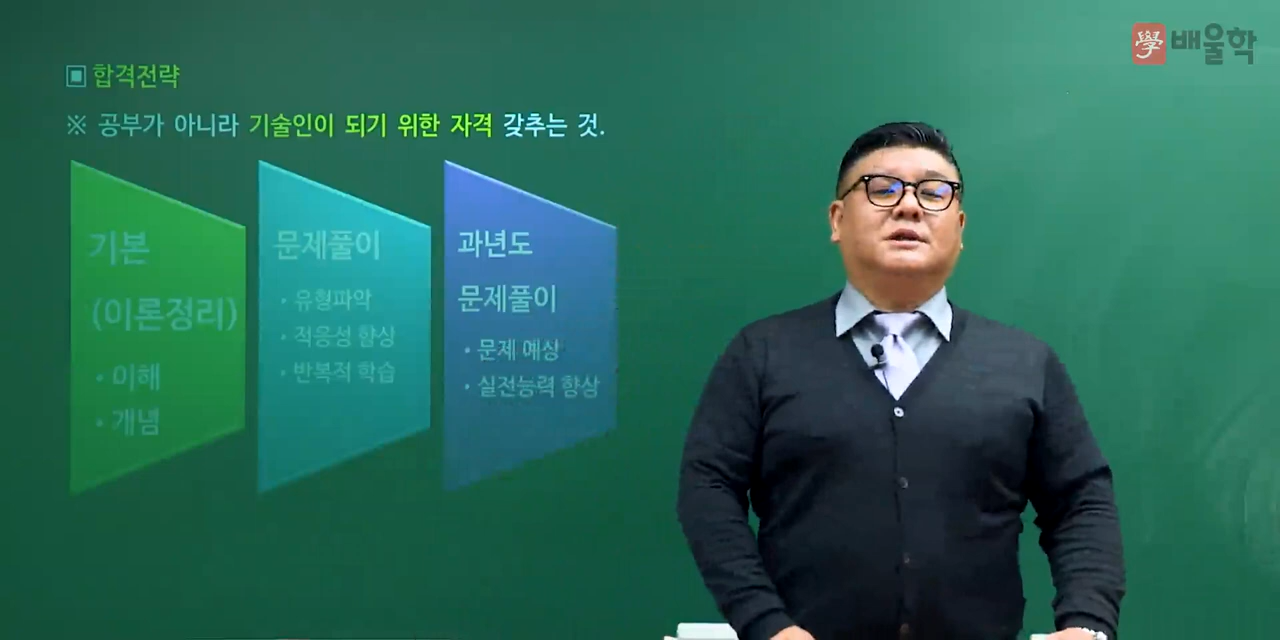 學 배울학
▣ 합격전략
※ 공부가 아니라 기술인이 되기 위한 자격 갖추는 것.
기본
(이론정리)
• 이해
• 개념
문제풀이
• 유형파악
• 적응성 향상
• 반복적 학습
과년도
문제풀이
• 문제 예상
• 실전능력 향상